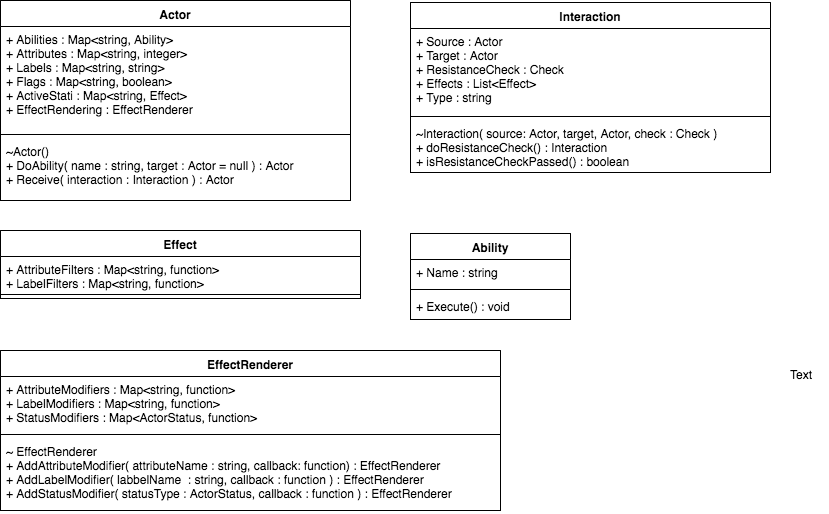 Actor
+ Abilities : Map<string, Ability>
+ Attributes : Map<string, integer>
+ Labels : Map<string, string>
+ Flags : Map<string, boolean>
+ ActiveStati : Map<string, Effect>
+ EffectRendering : EffectRenderer
~Actor()
+ DoAbility( name : string, target : Actor = null ) : Actor
+ Receive( interaction : Interaction ) : Actor
Interaction
+ Source : Actor
+ Target : Actor
+ ResistanceCheck : Check
+ Effects : List<Effect>
+ Type : string
~Interaction( source: Actor, target, Actor, check : Check )
+ doResistanceCheck() : Interaction
+ isResistanceCheckPassed() : boolean
Effect
+ AttributeFilters : Map<string, function>
+ LabelFilters : Map<string, function>
Ability
+ Name : string
+ Execute() : void
EffectRenderer
+ AttributeModifiers : Map<string, function>
+ LabelModifiers : Map<string, function>
+ StatusModifiers : Map<ActorStatus, function>
~ EffectRenderer
+ AddAttributeModifier( attributeName : string, callback: function) : EffectRenderer
+ AddLabelModifier( labbelName  : string, callback : function ) : EffectRenderer
+ AddStatusModifier( statusType : ActorStatus, callback : function ) : EffectRenderer
Text